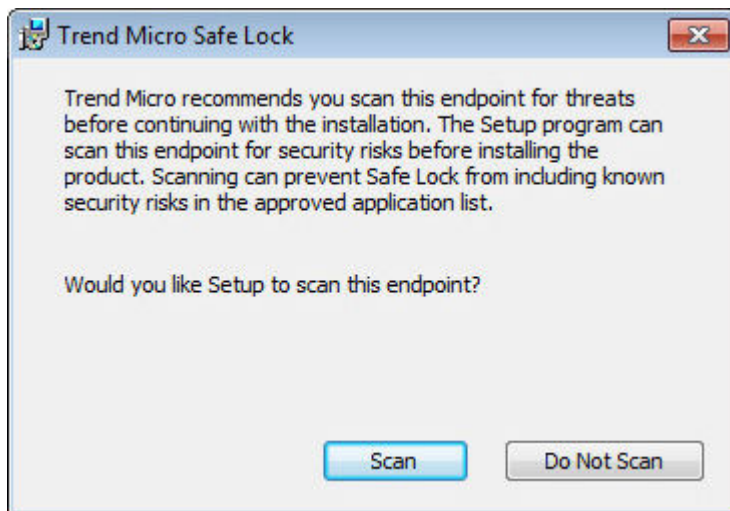 Trend Micro Safe Lock
Trend Micro recommends you scan this endpoint for threats
before continuing with the installation. The Setup program can
scan this endpoint for security risks before installing the
product. Scanning can prevent Safe Lock from including known
security risks in the approved application list.
Would you like Setup to scan this endpoint?
Scan
Do Not Scan